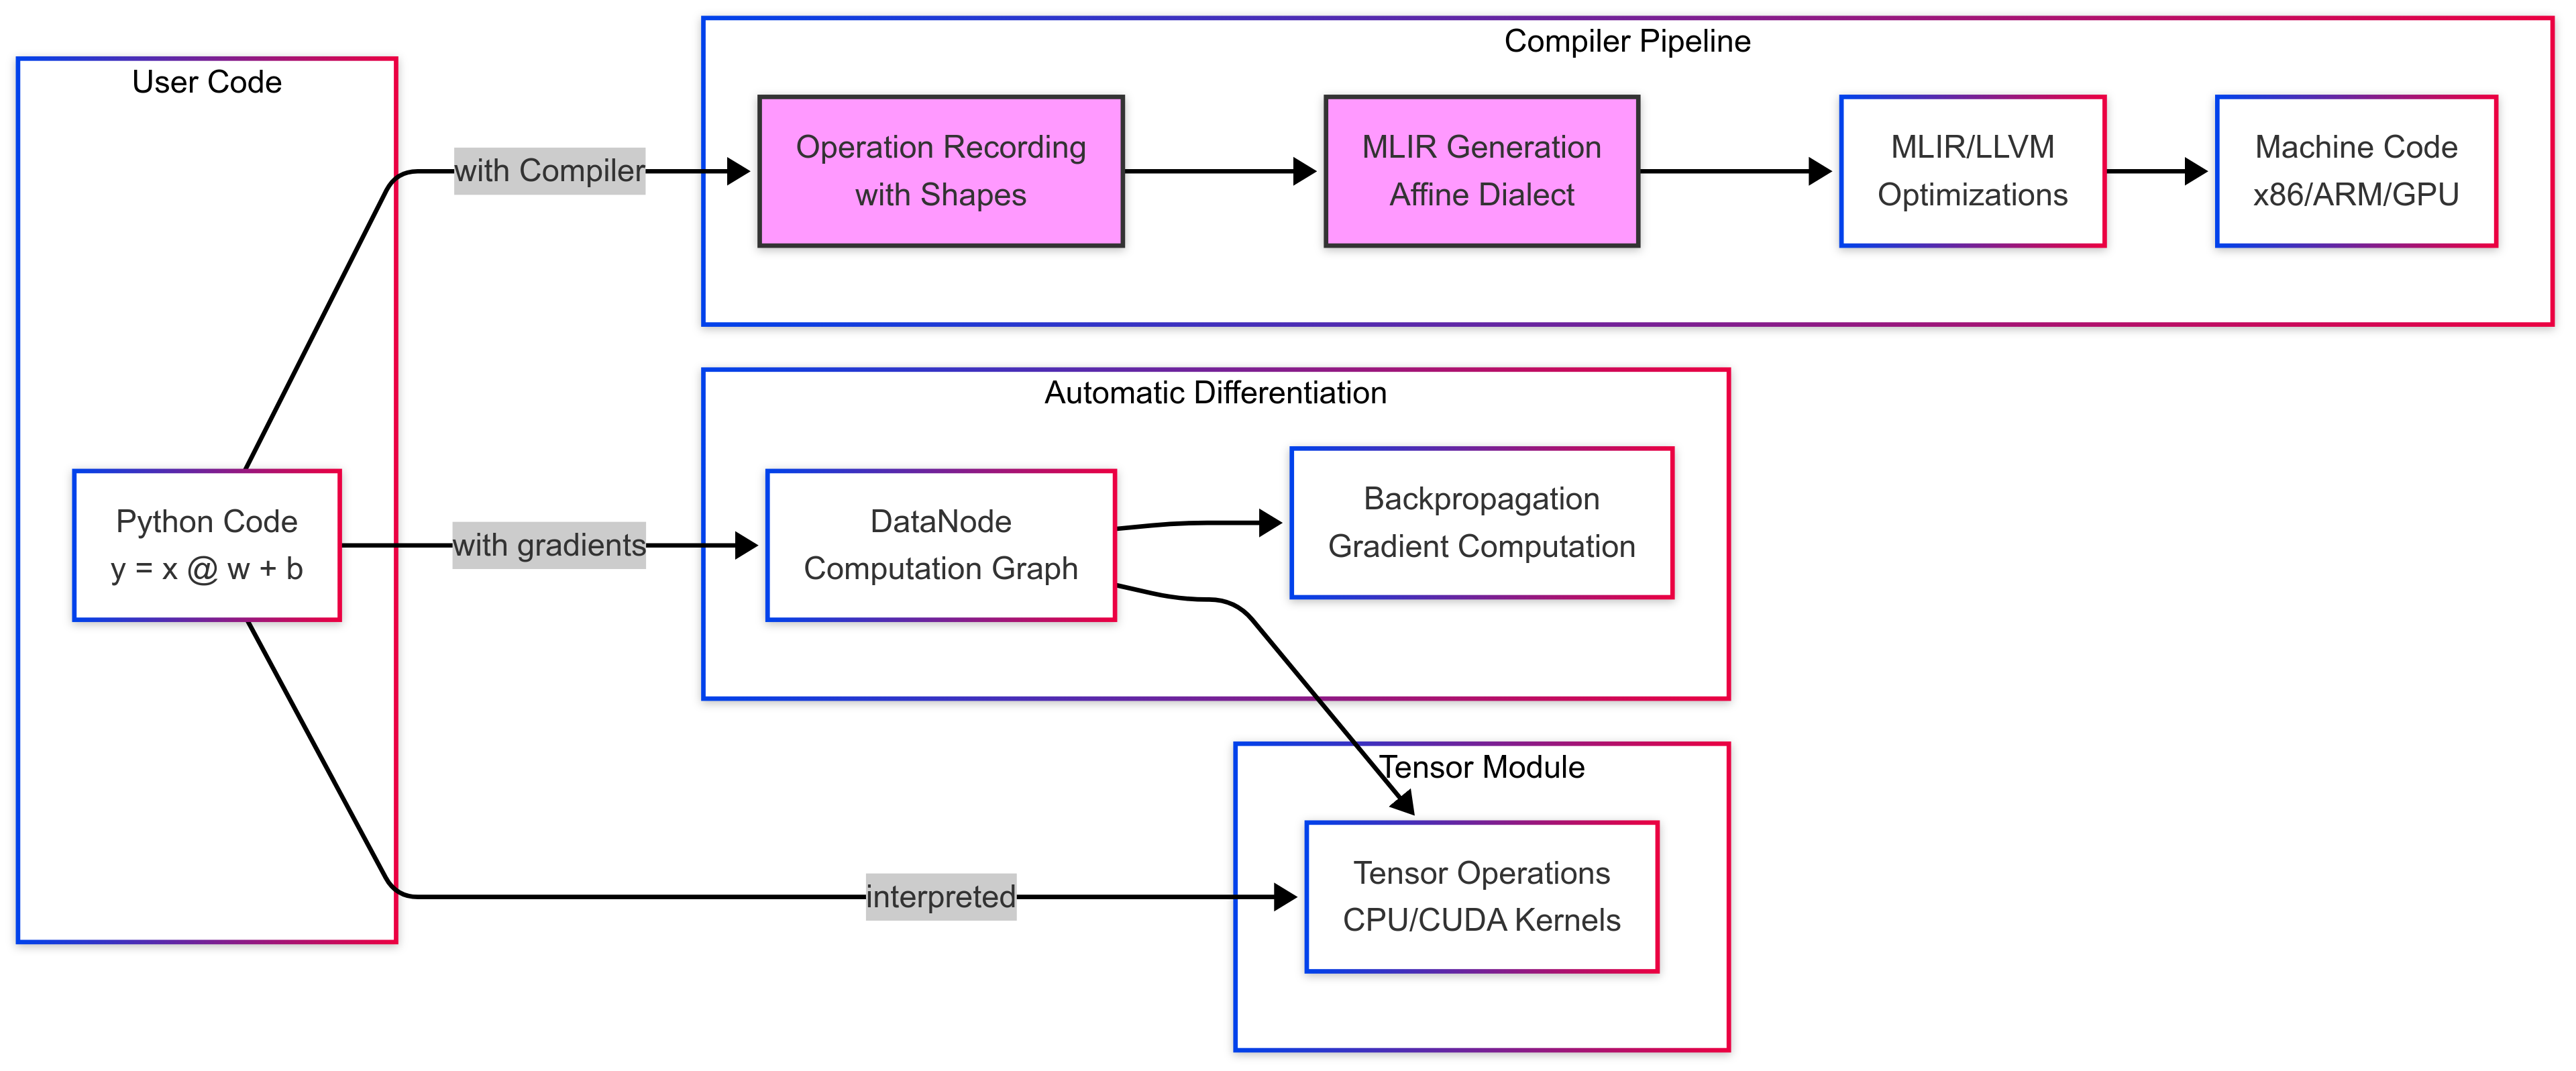 Compiler Pipeline
User Code
Operation Recording
with Shapes
MLIR Generation
Affine Dialect
MLIR/LLVM
Optimizations
Machine Code
x86/ARM/GPU
with Compiler
Automatic Differentiation
Python Code
y = x @ w + b
with gradients
DataNode
Computation Graph
Backpropagation
Gradient Computation
Tensor Module
interpreted
Tensor Operations
CPU/CUDA Kernels